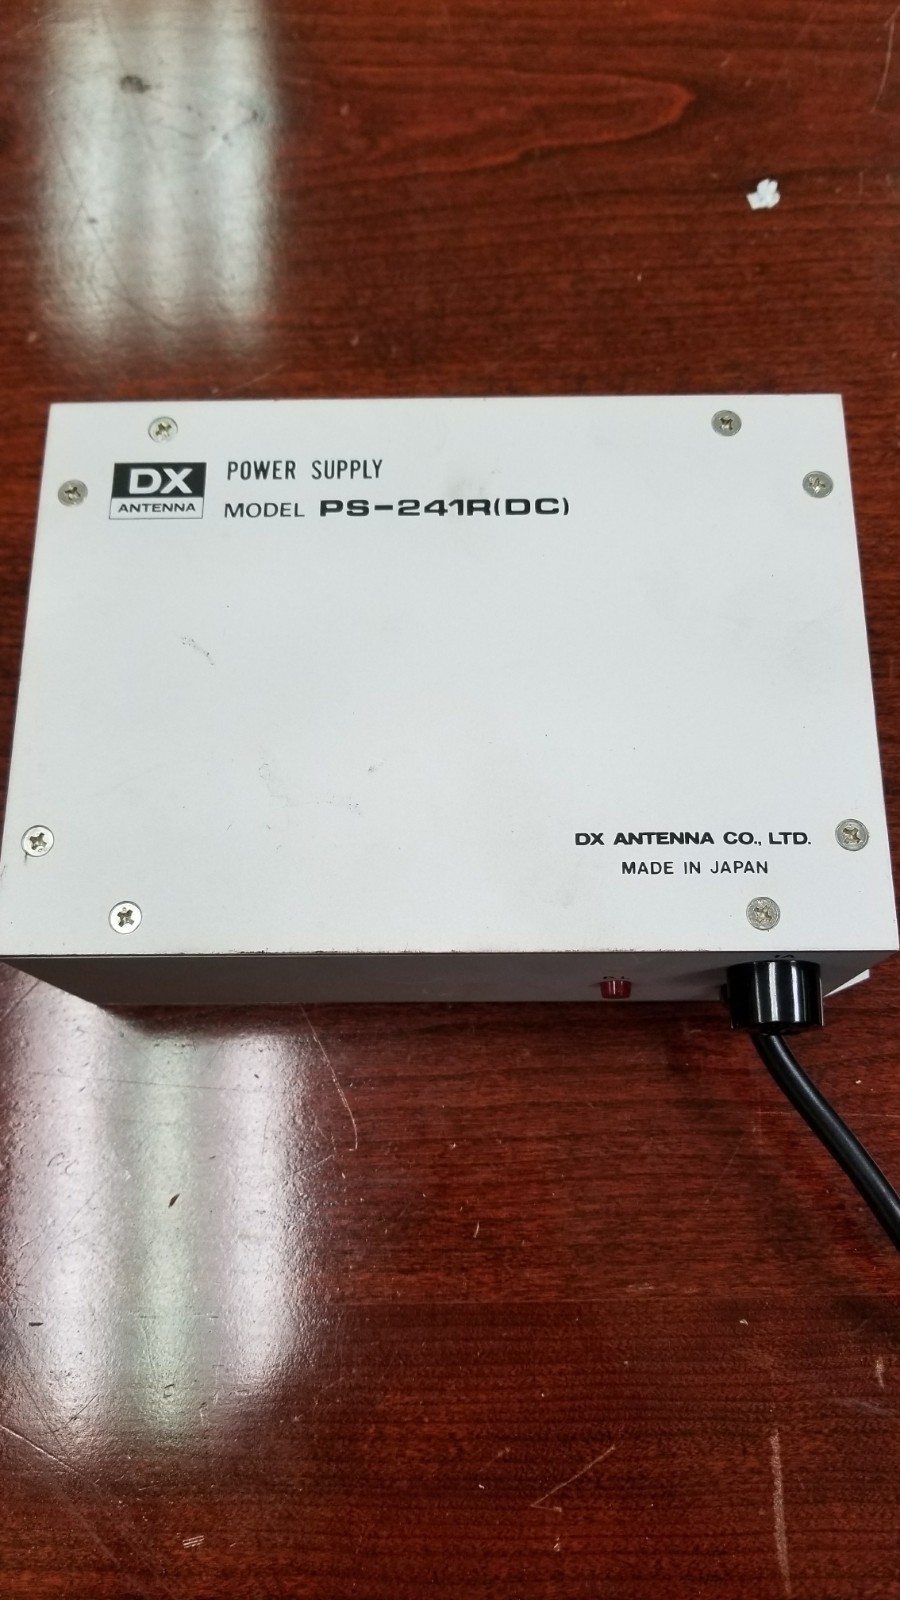 DX
ANTENNA
POWER SUPPLY
MODEL PS-241R(DC)
DX ANTENNA CO., LTD.
MADE IN JAPAN